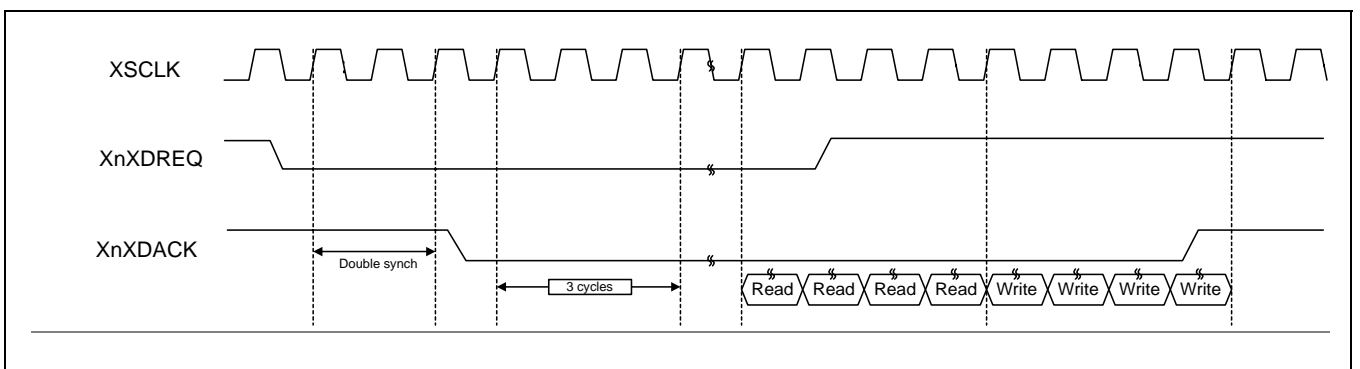 XSCLK
XnXDREQ
XnXDACK
Double synch
3 cycles
Read Read Read Read Write Write Write Write